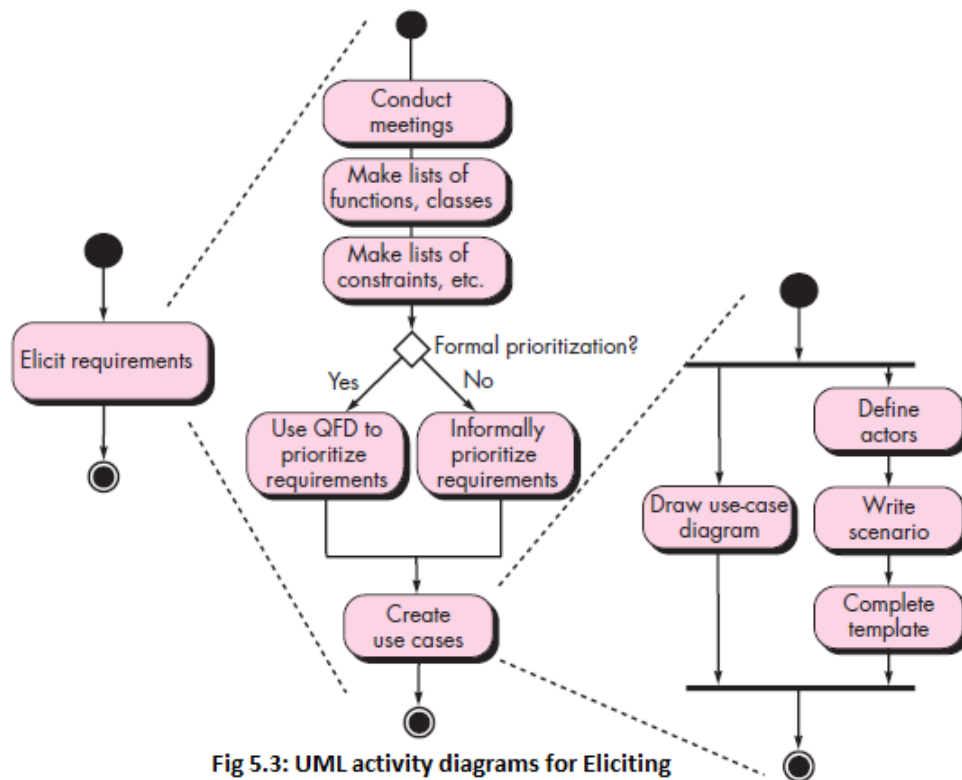 Conduct
meetings
Make lists of
functions, classes
Make lists of
constraints, etc.
Elicit requirements
Formal prioritization?
Yes
No
Use QFD to
prioritize
requirements
Informally
prioritize
requirements
Create
use cases
Define
actors
Draw use-case
diagram
Write
scenario
Complete
template
Fig 5.3: UML activity diagrams for Eliciting